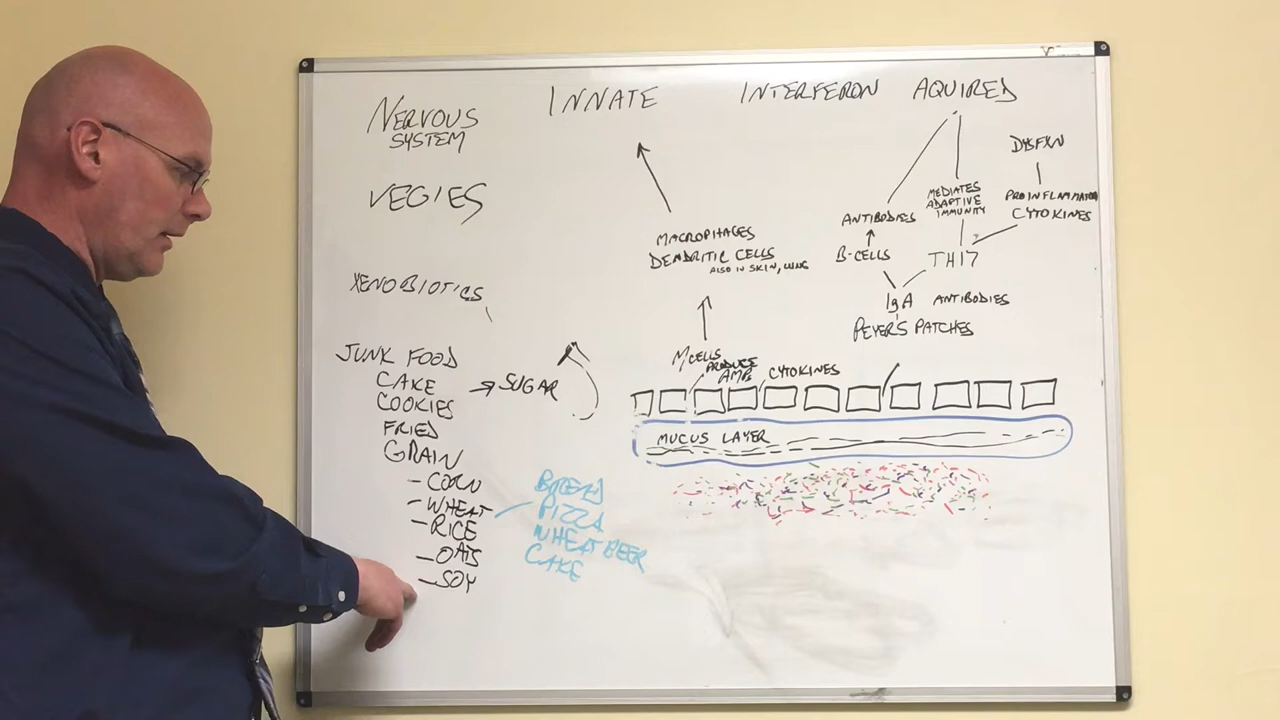 NERVOUS
SYSTEM
VEGIES
XENOBIOTICS
JUNK FOOD
CAKE
COOKIES
FRIED
GRAIN
- CORN
- WHEAT
- RICE
- OATS
- SOY
→ SUGAR
BREAD
PIZZA
WHEAT BEER
CAKE
INNATE
MACROPHAGES
DENDRITIC CELLS
ALSO IN SKIN, LUNG
M CELLS
PRODUCE
AMPs
CYTOKINES
MUCUS LAYER
INTERFERON
AQUIRED
ANTIBODIES
B-CELLS
MEDIATES
ADAPTIVE
IMMUNITY
TH17
DYSFXN
PROINFLAMMATORY
CYTOKINES
IgA ANTIBODIES
PEYER'S PATCHES